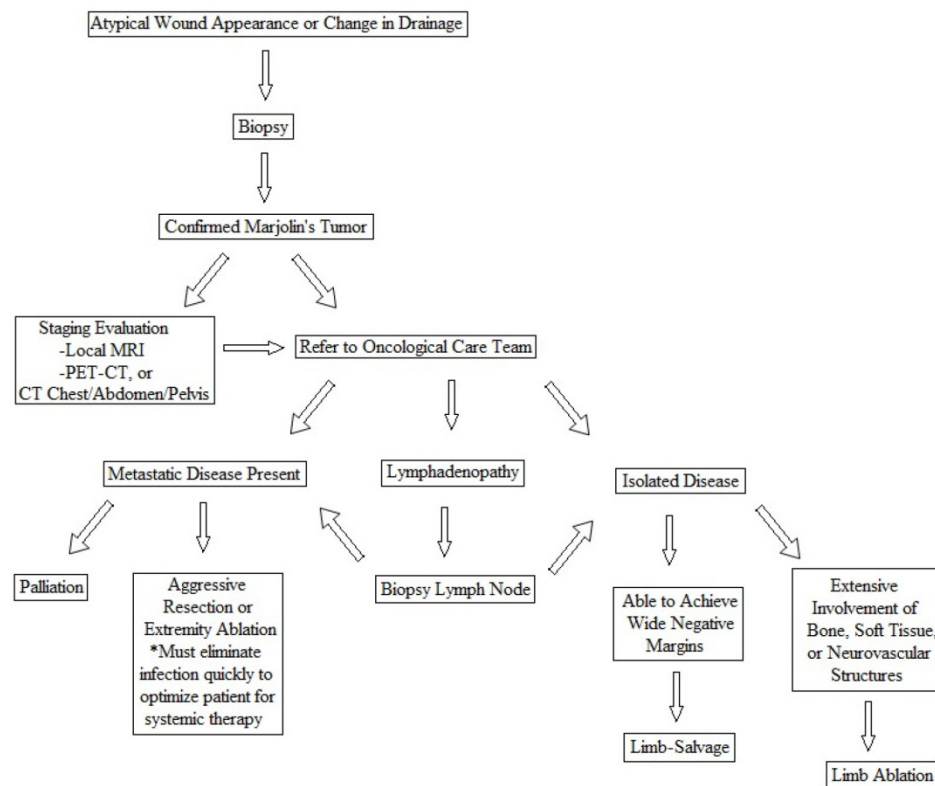 Atypical Wound Appearance or Change in Drainage
Biopsy
Confirmed Marjolin's Tumor
Staging Evaluation
-Local MRI
-PET-CT, or
CT Chest/Abdomen/Pelvis
Refer to Oncological Care Team
Metastatic Disease Present
Lymphadenopathy
Isolated Disease
Palliation
Aggressive
Resection or
Extremity Ablation
*Must eliminate
infection quickly to
optimize patient for
systemic therapy
Biopsy Lymph Node
Able to Achieve
Wide Negative
Margins
Extensive
Involvement of
Bone, Soft Tissue,
or Neurovascular
Structures
Limb-Salvage
Limb Ablation